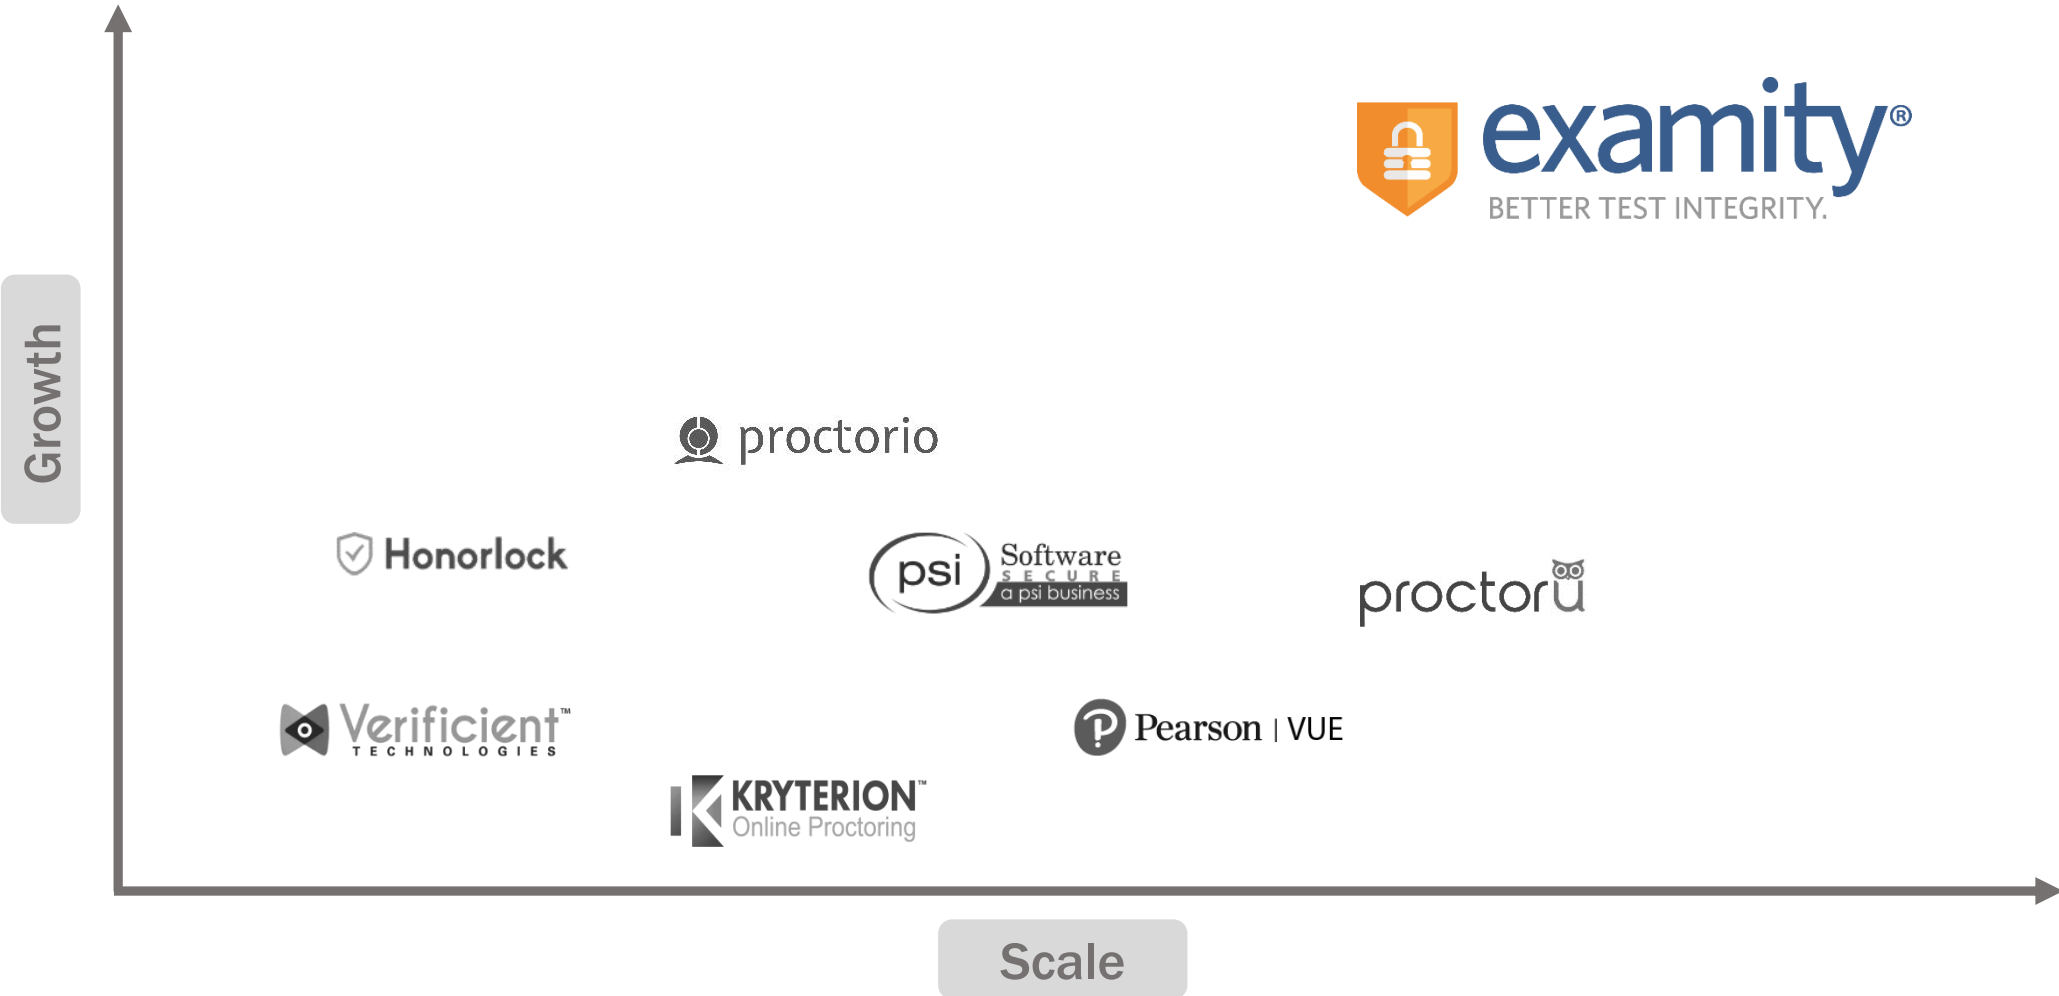 examity®
BETTER TEST INTEGRITY.
Growth
proctorio
Honorlock
psi
Software
SECURE
a psi business
proctoru
Verificient™
TECHNOLOGIES
Pearson | VUE
KRYTERION™
Online Proctoring
Scale